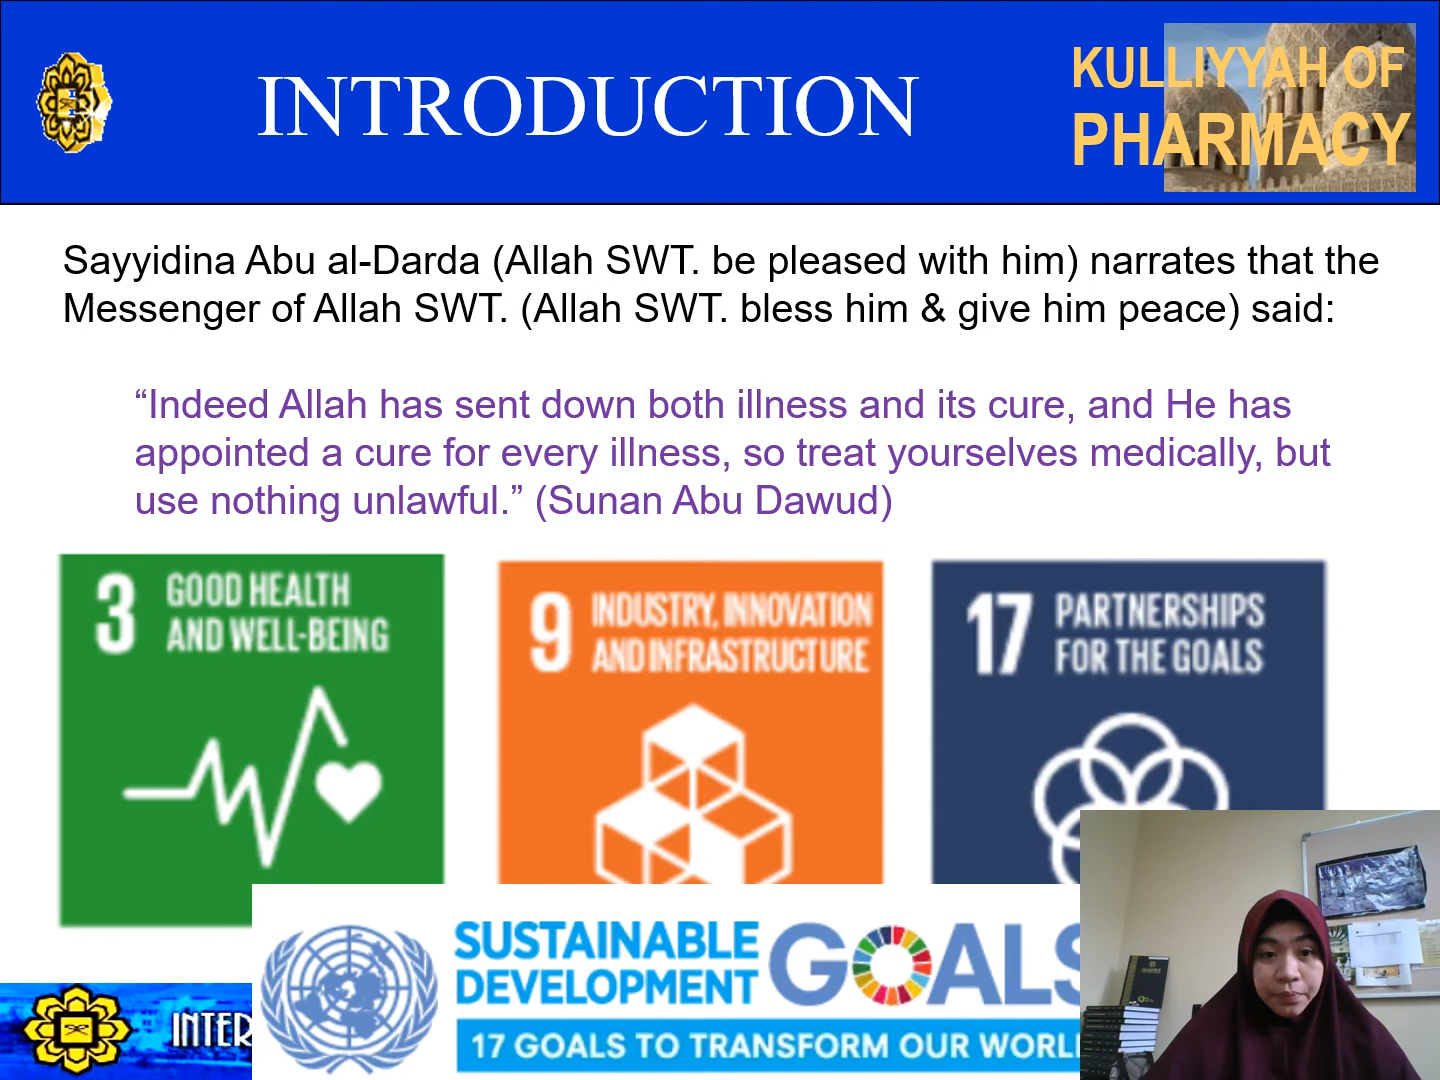 INTRODUCTION
KULLIYYAH OF
PHARMACY
Sayyidina Abu al-Darda (Allah SWT. be pleased with him) narrates that the
Messenger of Allah SWT. (Allah SWT. bless him & give him peace) said:
“Indeed Allah has sent down both illness and its cure, and He has
appointed a cure for every illness, so treat yourselves medically, but
use nothing unlawful.” (Sunan Abu Dawud)
3 GOOD HEALTH
AND WELL-BEING
9 INDUSTRY, INNOVATION
AND INFRASTRUCTURE
17 PARTNERSHIPS
FOR THE GOALS
SUSTAINABLE
DEVELOPMENT
GOALS
17 GOALS TO TRANSFORM OUR WORL
INTER